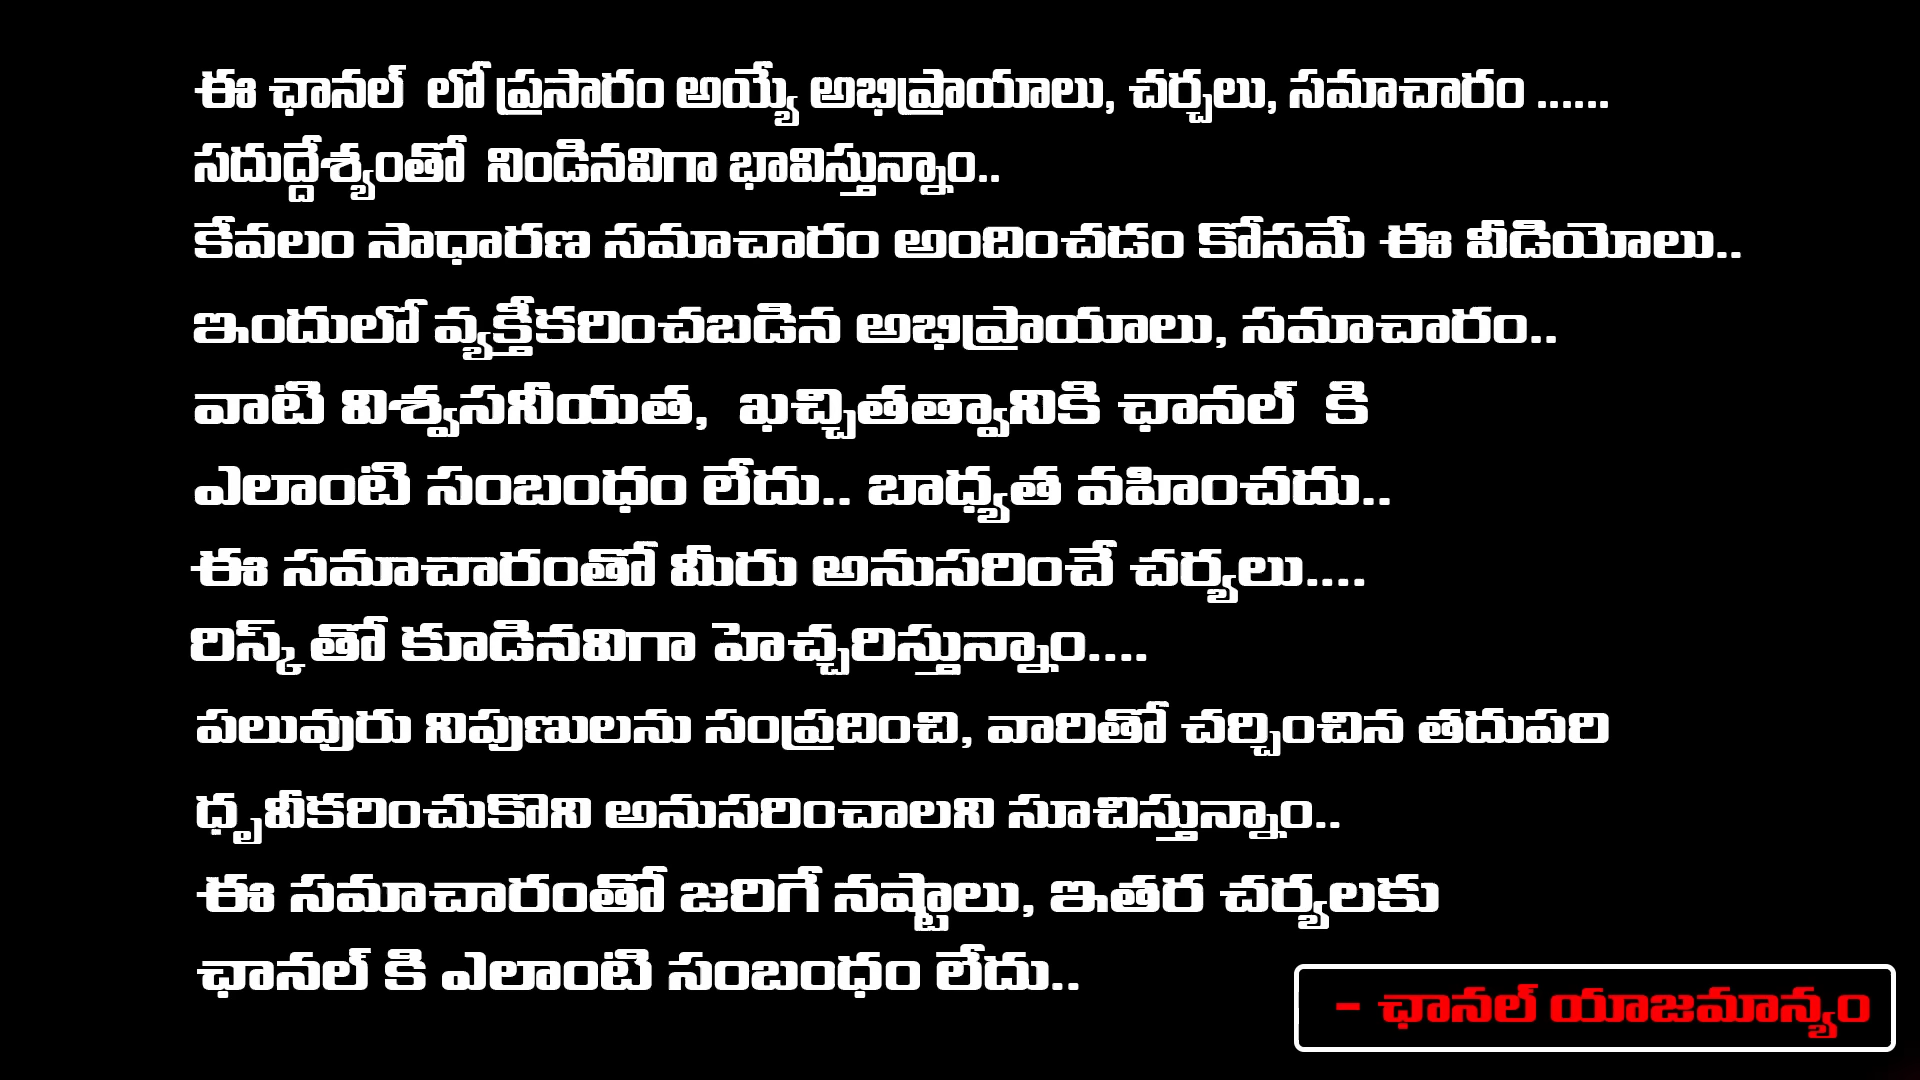 ఈ ఛానల్ లో ప్రసారం అయ్యే అభిప్రాయాలు, చర్చలు, సమాచారం ......
సదుద్దేశ్యంతో నిండినవిగా భావిస్తున్నాం..
కేవలం సాధారణ సమాచారం అందించడం కోసమే ఈ వీడియోలు..
ఇందులో వ్యక్తీకరించబడిన అభిప్రాయాలు, సమాచారం..
వాటి విశ్వసనీయత, ఖచ్చితత్వానికి ఛానల్ కి
ఎలాంటి సంబంధం లేదు.. బాధ్యత వహించదు..
ఈ సమాచారంతో మీరు అనుసరించే చర్యలు....
రిస్క్ తో కూడినవిగా హెచ్చరిస్తున్నాం....
పలువురు నిపుణులను సంప్రదించి, వారితో చర్చించిన తదుపరి
ధృవీకరించుకొని అనుసరించాలని సూచిస్తున్నాం..
ఈ సమాచారంతో జరిగే నష్టాలు, ఇతర చర్యలకు
ఛానల్ కి ఎలాంటి సంబంధం లేదు..
- ఛానల్ యాజమాన్యం